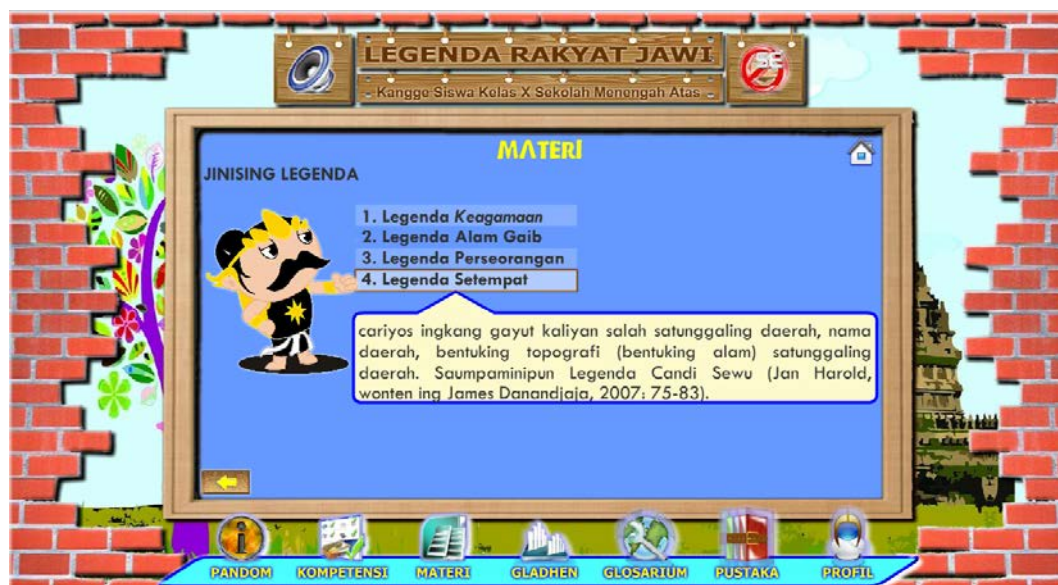 LEGENDA RAKYAT JAWI
Kangge Siswa Kelas X Sekolah Menengah Atas
SE
MATERI
JINISING LEGENDA
1. Legenda Keagamaan
2. Legenda Alam Gaib
3. Legenda Perseorangan
4. Legenda Setempat
cariyos ingkang gayut kaliyan salah satunggaling daerah, nama
daerah, bentuking topografi (bentuking alam) satunggaling
daerah. Saumpaminipun Legenda Candi Sewu (Jan Harold,
wonten ing James Danandjaja, 2007: 75-83).
PANDOM KOMPETENSI MATERI GLADHEN GLOSARIUM PUSTAKA PROFIL